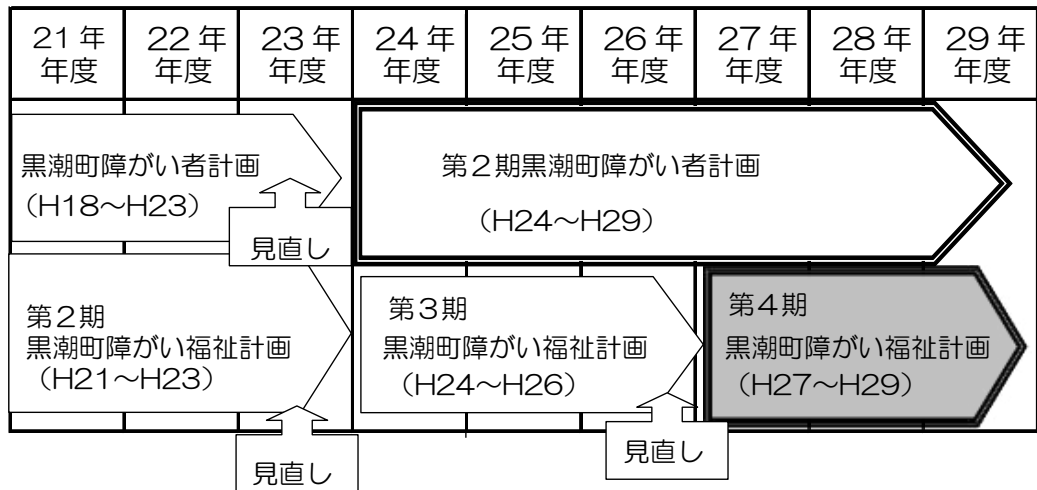 21年 22年 23年 24年 25年 26年 27年 28年 29年
年度 年度 年度 年度 年度 年度 年度 年度 年度
黒潮町障がい者計画
（H18～H23）
見直し
第２期黒潮町障がい者計画
（H24～H29）
第２期
黒潮町障がい福祉計画
（H21～H23）
見直し
第３期
黒潮町障がい福祉計画
（H24～H26）
見直し
第４期
黒潮町障がい福祉計画
（H27～H29）